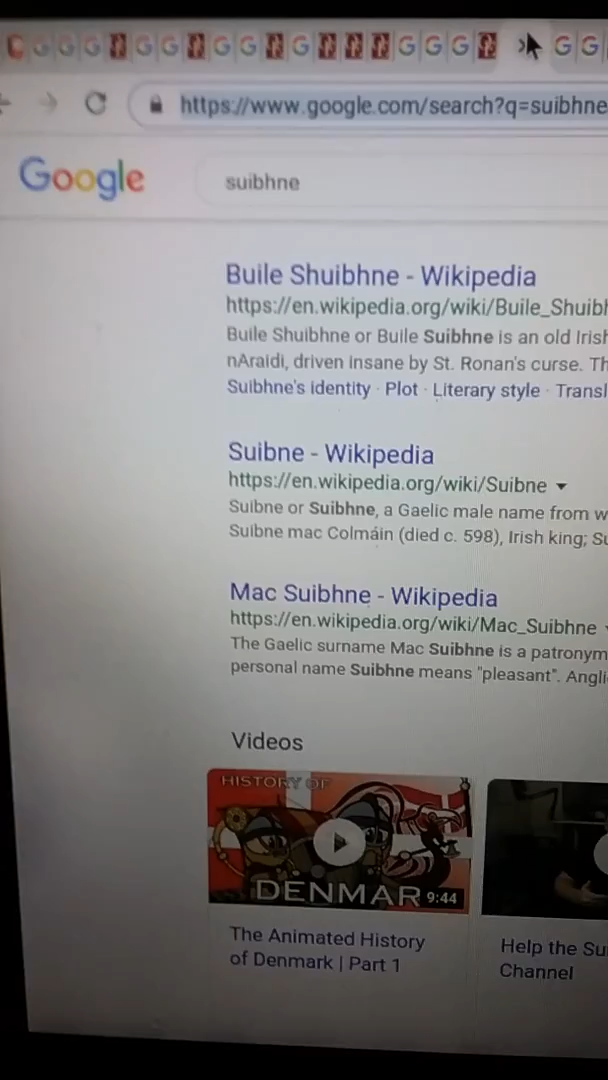 https://www.google.com/search?q=suibhne
Google
suibhne
Buile Shuibhne - Wikipedia
https://en.wikipedia.org/wiki/Buile_Shuibh
Buile Shuibhne or Buile Suibhne is an old Irish
nAraidi, driven insane by St. Ronan's curse. Th
Suibhne's identity · Plot · Literary style · Transl
Suibne - Wikipedia
https://en.wikipedia.org/wiki/Suibne
Suibne or Suibhne, a Gaelic male name from w
Suibne mac Colmáin (died c. 598), Irish king; Su
Mac Suibhne - Wikipedia
https://en.wikipedia.org/wiki/Mac_Suibhne
The Gaelic surname Mac Suibhne is a patronym
personal name Suibhne means "pleasant". Angli
Videos
HISTORY OF
DENMAR
9:44
The Animated History
of Denmark | Part 1
Help the Su
Channel